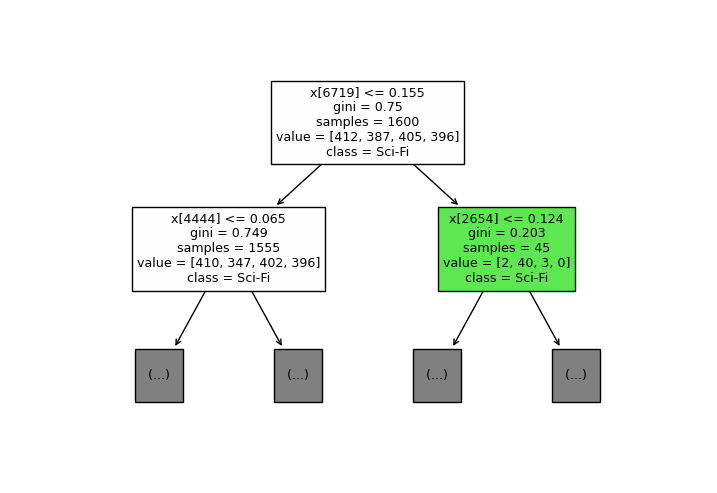 x[6719] <= 0.155
gini = 0.75
samples = 1600
value = [412, 387, 405, 396]
class = Sci-Fi
x[4444] <= 0.065
gini = 0.749
samples = 1555
value = [410, 347, 402, 396]
class = Sci-Fi
x[2654] <= 0.124
gini = 0.203
samples = 45
value = [2, 40, 3, 0]
class = Sci-Fi
(...)
(...)
(...)
(...)